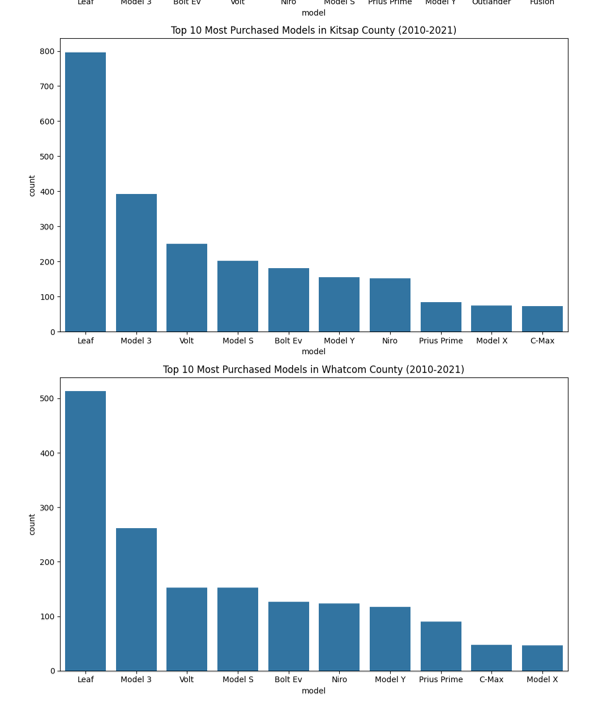 Leaf Model 3 Bolt Ev Volt Niro Model S Prius Prime Model Y Outlander Fusion
model
Top 10 Most Purchased Models in Kitsap County (2010-2021)
800
700
600
500
400
300
200
100
0
count
Leaf Model 3 Volt Model S Bolt Ev Model Y Niro Prius Prime Model X C-Max
model
Top 10 Most Purchased Models in Whatcom County (2010-2021)
500
400
300
200
100
0
count
Leaf Model 3 Volt Model S Bolt Ev Niro Model Y Prius Prime C-Max Model X
model